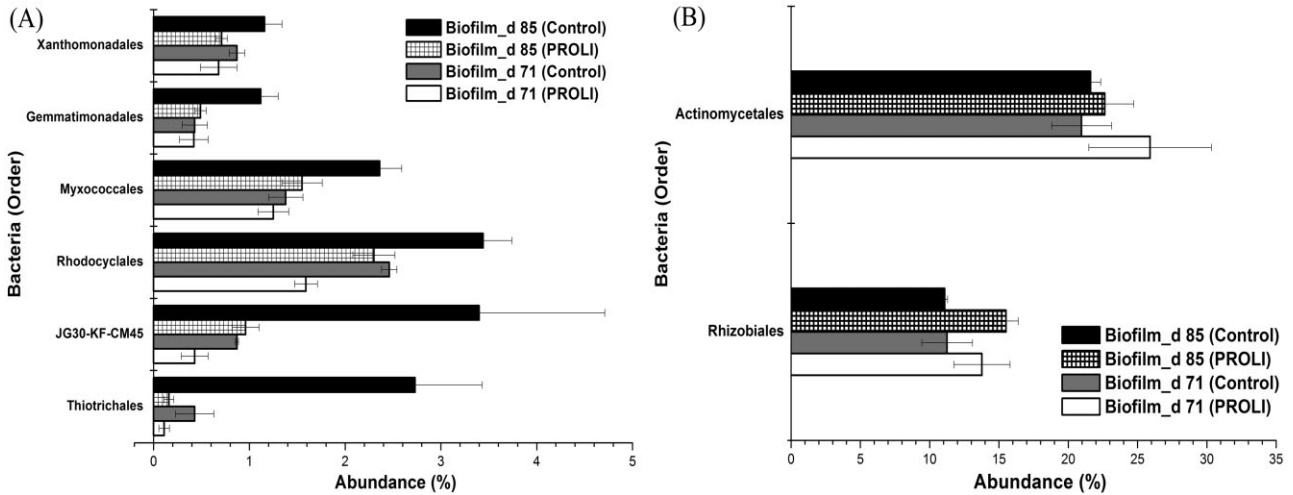 (A)
Biofilm_d 85 (Control)
Biofilm_d 85 (PROLI)
Biofilm_d 71 (Control)
Biofilm_d 71 (PROLI)
Bacteria (Order)
Xanthomonadales
Gemmatimonadales
Myxococcales
Rhodocyclales
JG30-KF-CM45
Thiotrichales
0 1 2 3 4 5
Abundance (%)
(B)
Bacteria (Order)
Actinomycetales
Rhizobiales
Biofilm_d 85 (Control)
Biofilm_d 85 (PROLI)
Biofilm_d 71 (Control)
Biofilm_d 71 (PROLI)
0 5 10 15 20 25 30 35
Abundance (%)